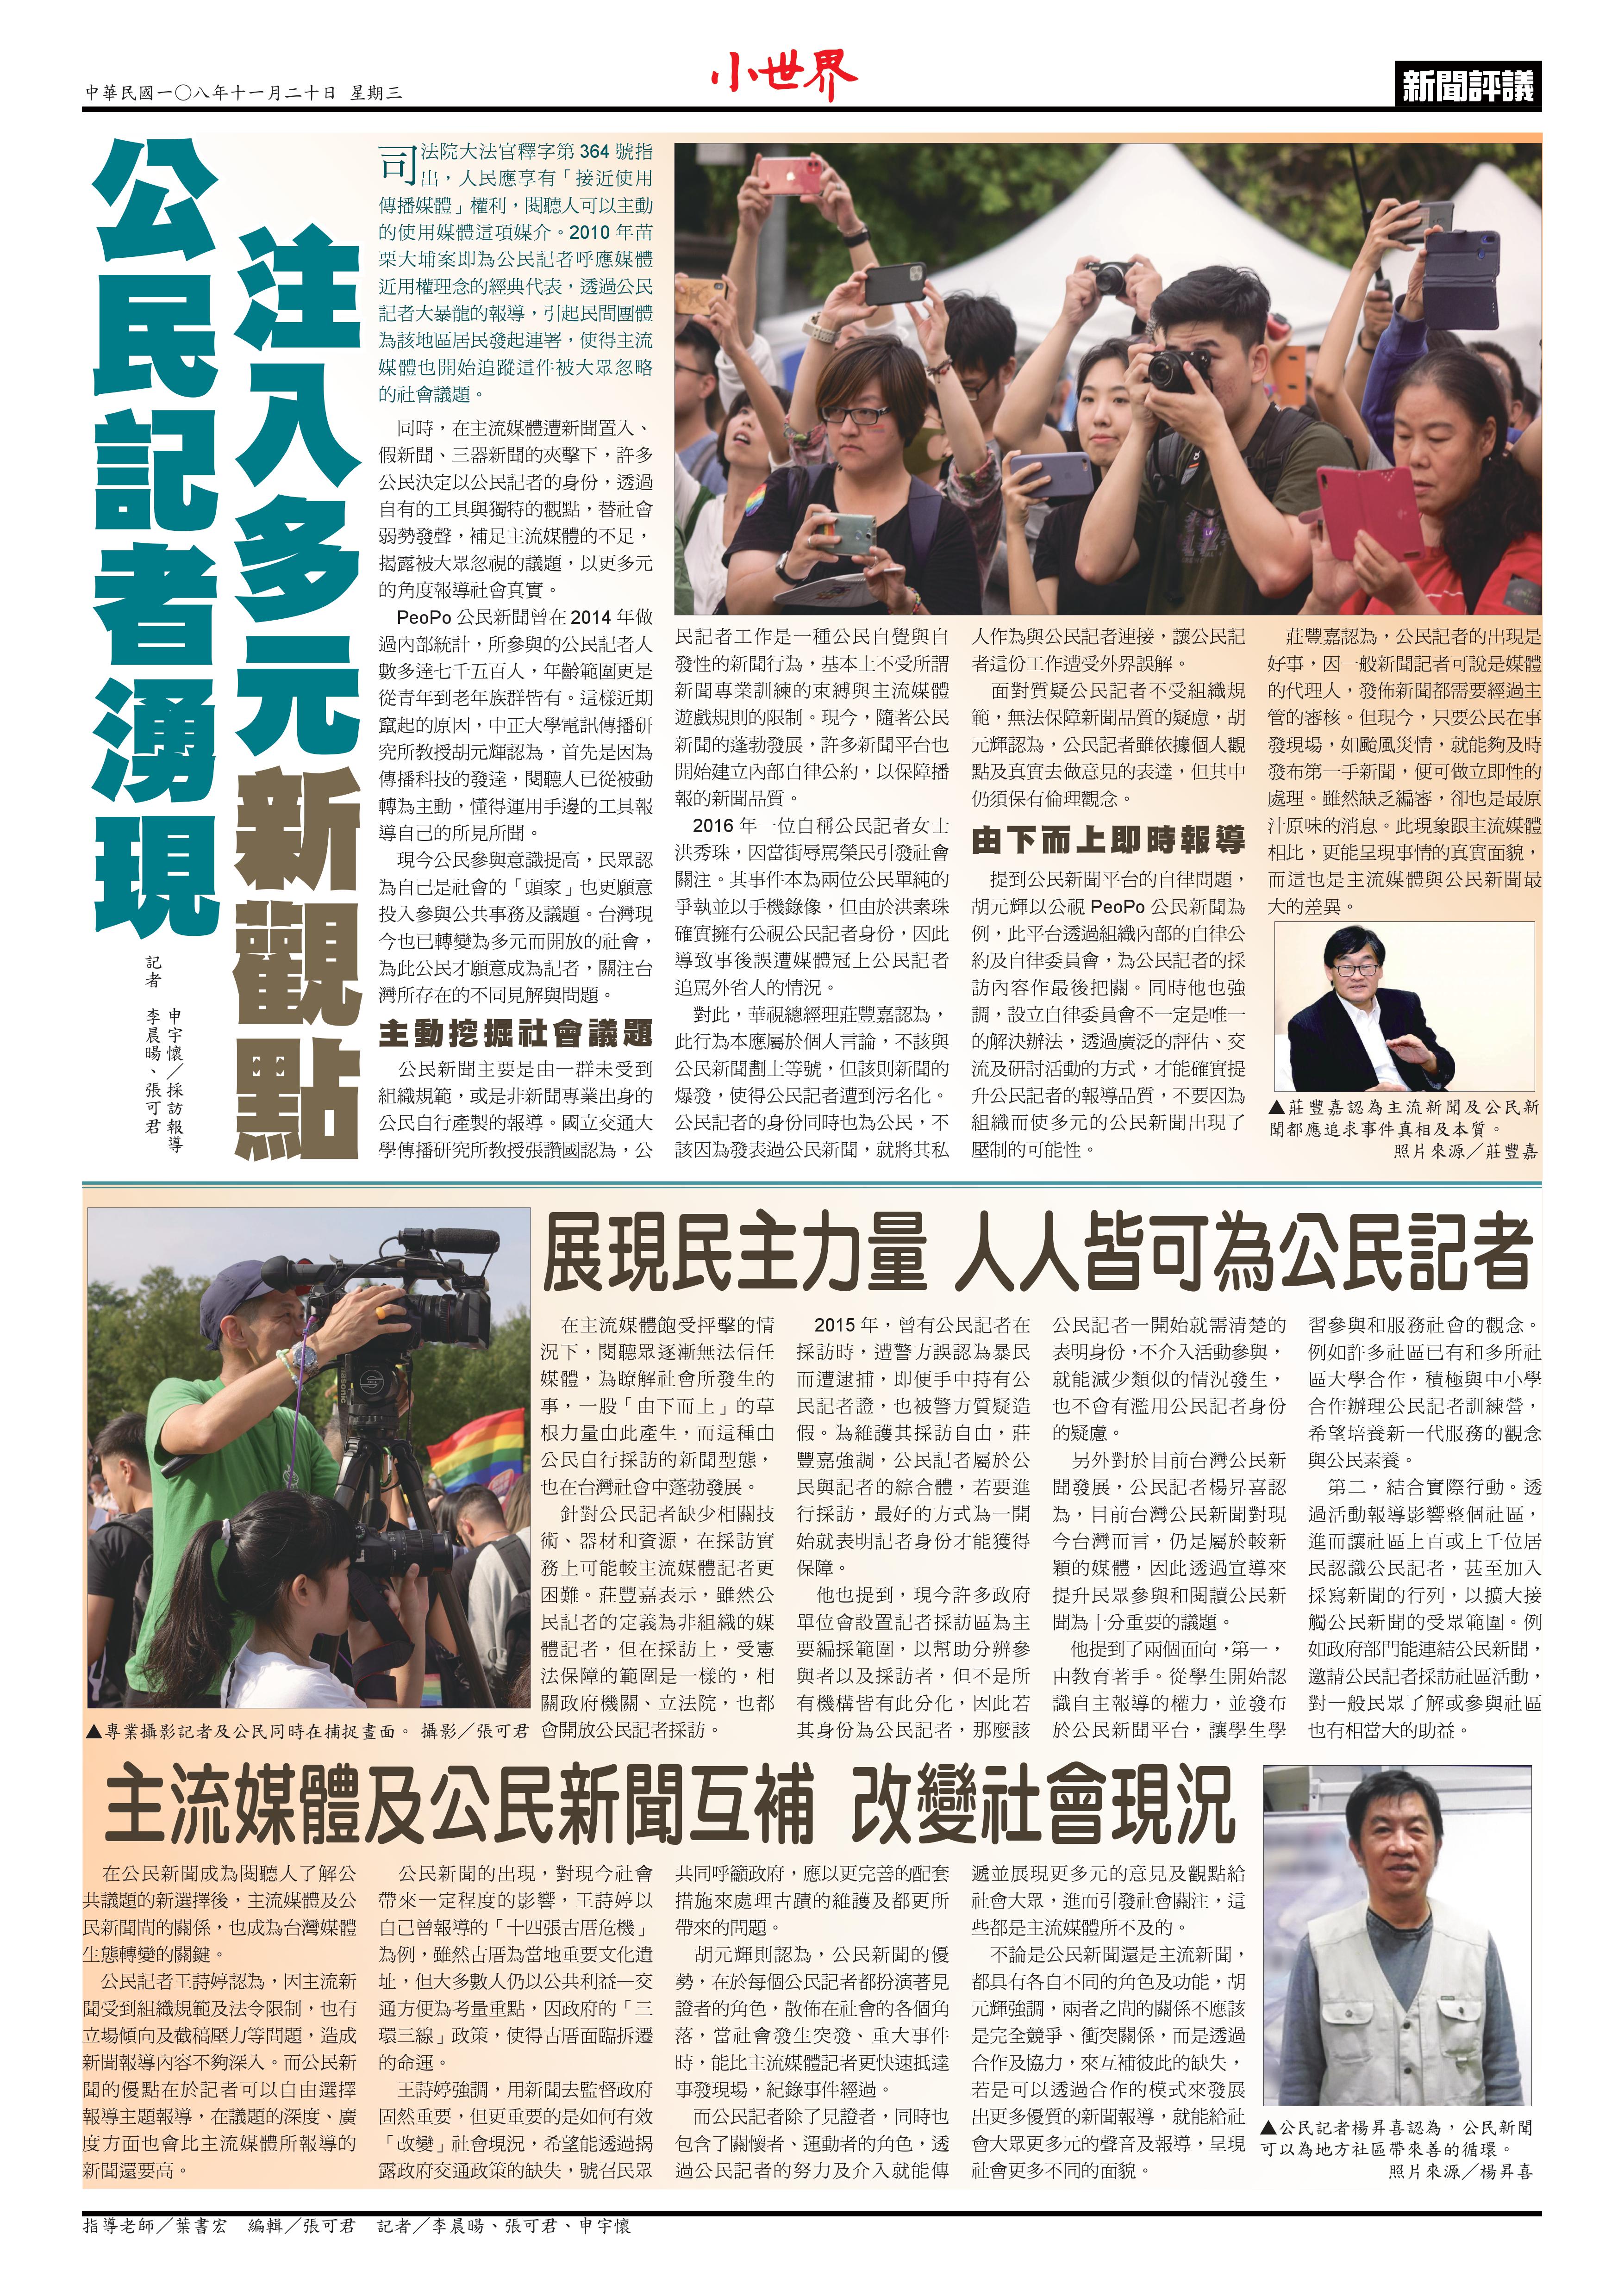 中華民國一〇八年十一月二十日 星期三
小世界
新聞評議
公民記者湧現
注入多元新觀點
記者 申宇懷／採訪報導
李晨暘、張可君
司法院大法官釋字第 364 號指
出，人民應享有「接近使用
傳播媒體」權利，閱聽人可以主動
的使用媒體這項媒介。2010 年苗
栗大埔案即為公民記者呼應媒體
近用權理念的經典代表，透過公民
記者大暴龍的報導，引起民間團體
為該地區居民發起連署，使得主流
媒體也開始追蹤這件被大眾忽略
的社會議題。
同時，在主流媒體遭新聞置入、
假新聞、三器新聞的夾擊下，許多
公民決定以公民記者的身份，透過
自有的工具與獨特的觀點，替社會
弱勢發聲，補足主流媒體的不足，
揭露被大眾忽視的議題，以更多元
的角度報導社會真實。
PeoPo 公民新聞曾在 2014 年做
過內部統計，所參與的公民記者人
數多達七千五百人，年齡範圍更是
從青年到老年族群皆有。這樣近期
竄起的原因，中正大學電訊傳播研
究所教授胡元輝認為，首先是因為
傳播科技的發達，閱聽人已從被動
轉為主動，懂得運用手邊的工具報
導自己的所見所聞。
現今公民參與意識提高，民眾認
為自己是社會的「頭家」也更願意
投入參與公共事務及議題。台灣現
今也已轉變為多元而開放的社會，
為此公民才願意成為記者，關注台
灣所存在的不同見解與問題。
主動挖掘社會議題
公民新聞主要是由一群未受到
組織規範，或是非新聞專業出身的
公民自行產製的報導。國立交通大
學傳播研究所教授張讚國認為，公
民記者工作是一種公民自覺與自
發性的新聞行為，基本上不受所謂
新聞專業訓練的束縛與主流媒體
遊戲規則的限制。現今，隨著公民
新聞的蓬勃發展，許多新聞平台也
開始建立內部自律公約，以保障播
報的新聞品質。
2016 年一位自稱公民記者女士
洪秀珠，因當街辱罵榮民引發社會
關注。其事件本為兩位公民單純的
爭執並以手機錄像，但由於洪素珠
確實擁有公視公民記者身份，因此
導致事後誤遭媒體冠上公民記者
追罵外省人的情況。
對此，華視總經理莊豐嘉認為，
此行為本應屬於個人言論，不該與
公民新聞劃上等號，但該則新聞的
爆發，使得公民記者遭到污名化。
公民記者的身份同時也為公民，不
該因為發表過公民新聞，就將其私
人作為與公民記者連接，讓公民記
者這份工作遭受外界誤解。
面對質疑公民記者不受組織規
範，無法保障新聞品質的疑慮，胡
元輝認為，公民記者雖依據個人觀
點及真實去做意見的表達，但其中
仍須保有倫理觀念。
由下而上即時報導
提到公民新聞平台的自律問題，
胡元輝以公視 PeoPo 公民新聞為
例，此平台透過組織內部的自律公
約及自律委員會，為公民記者的採
訪內容作最後把關。同時他也強
調，設立自律委員會不一定是唯一
的解決辦法，透過廣泛的評估、交
流及研討活動的方式，才能確實提
升公民記者的報導品質，不要因為
組織而使多元的公民新聞出現了
壓制的可能性。
莊豐嘉認為，公民記者的出現是
好事，因一般新聞記者可說是媒體
的代理人，發佈新聞都需要經過主
管的審核。但現今，只要公民在事
發現場，如颱風災情，就能夠及時
發布第一手新聞，便可做立即性的
處理。雖然缺乏編審，卻也是最原
汁原味的消息。此現象跟主流媒體
相比，更能呈現事情的真實面貌，
而這也是主流媒體與公民新聞最
大的差異。
▲莊豐嘉認為主流新聞及公民新
聞都應追求事件真相及本質。
照片來源／莊豐嘉
展現民主力量 人人皆可為公民記者
在主流媒體飽受抨擊的情
況下，閱聽眾逐漸無法信任
媒體，為瞭解社會所發生的
事，一股「由下而上」的草
根力量由此產生，而這種由
公民自行採訪的新聞型態，
也在台灣社會中蓬勃發展。
針對公民記者缺少相關技
術、器材和資源，在採訪實
務上可能較主流媒體記者更
困難。莊豐嘉表示，雖然公
民記者的定義為非組織的媒
體記者，但在採訪上，受憲
法保障的範圍是一樣的，相
關政府機關、立法院，也都
會開放公民記者採訪。
2015 年，曾有公民記者在
採訪時，遭警方誤認為暴民
而遭逮捕，即便手中持有公
民記者證，也被警方質疑造
假。為維護其採訪自由，莊
豐嘉強調，公民記者屬於公
民與記者的綜合體，若要進
行採訪，最好的方式為一開
始就表明記者身份才能獲得
保障。
他也提到，現今許多政府
單位會設置記者採訪區為主
要編採範圍，以幫助分辨參
與者以及採訪者，但不是所
有機構皆有此分化，因此若
其身份為公民記者，那麼該
公民記者一開始就需清楚的
表明身份，不介入活動參與，
就能減少類似的情況發生，
也不會有濫用公民記者身份
的疑慮。
另外對於目前台灣公民新
聞發展，公民記者楊昇喜認
為，目前台灣公民新聞對現
今台灣而言，仍是屬於較新
穎的媒體，因此透過宣導來
提升民眾參與和閱讀公民新
聞為十分重要的議題。
他提到了兩個面向，第一，
由教育著手。從學生開始認
識自主報導的權力，並發布
於公民新聞平台，讓學生學
習參與和服務社會的觀念。
例如許多社區已有和多所社
區大學合作，積極與中小學
合作辦理公民記者訓練營，
希望培養新一代服務的觀念
與公民素養。
第二，結合實際行動。透
過活動報導影響整個社區，
進而讓社區上百或上千位居
民認識公民記者，甚至加入
採寫新聞的行列，以擴大接
觸公民新聞的受眾範圍。例
如政府部門能連結公民新聞，
邀請公民記者採訪社區活動，
對一般民眾了解或參與社區
也有相當大的助益。
▲專業攝影記者及公民同時在捕捉畫面。 攝影／張可君
主流媒體及公民新聞互補 改變社會現況
在公民新聞成為閱聽人了解公
共議題的新選擇後，主流媒體及公
民新聞間的關係，也成為台灣媒體
生態轉變的關鍵。
公民記者王詩婷認為，因主流新
聞受到組織規範及法令限制，也有
立場傾向及截稿壓力等問題，造成
新聞報導內容不夠深入。而公民新
聞的優點在於記者可以自由選擇
報導主題報導，在議題的深度、廣
度方面也會比主流媒體所報導的
新聞還要高。
公民新聞的出現，對現今社會
帶來一定程度的影響，王詩婷以
自己曾報導的「十四張古厝危機」
為例，雖然古厝為當地重要文化遺
址，但大多數人仍以公共利益—交
通方便為考量重點，因政府的「三
環三線」政策，使得古厝面臨拆遷
的命運。
王詩婷強調，用新聞去監督政府
固然重要，但更重要的是如何有效
「改變」社會現況，希望能透過揭
露政府交通政策的缺失，號召民眾
共同呼籲政府，應以更完善的配套
措施來處理古蹟的維護及都更所
帶來的問題。
胡元輝則認為，公民新聞的優
勢，在於每個公民記者都扮演著見
證者的角色，散佈在社會的各個角
落，當社會發生突發、重大事件
時，能比主流媒體記者更快速抵達
事發現場，紀錄事件經過。
而公民記者除了見證者，同時也
包含了關懷者、運動者的角色，透
過公民記者的努力及介入就能傳
遞並展現更多元的意見及觀點給
社會大眾，進而引發社會關注，這
些都是主流媒體所不及的。
不論是公民新聞還是主流新聞，
都具有各自不同的角色及功能，胡
元輝強調，兩者之間的關係不應該
是完全競爭、衝突關係，而是透過
合作及協力，來互補彼此的缺失，
若是可以透過合作的模式來發展
出更多優質的新聞報導，就能給社
會大眾更多元的聲音及報導，呈現
社會更多不同的面貌。
▲公民記者楊昇喜認為，公民新聞
可以為地方社區帶來善的循環。
照片來源／楊昇喜
指導老師／葉書宏 編輯／張可君 記者／李晨暘、張可君、申宇懷